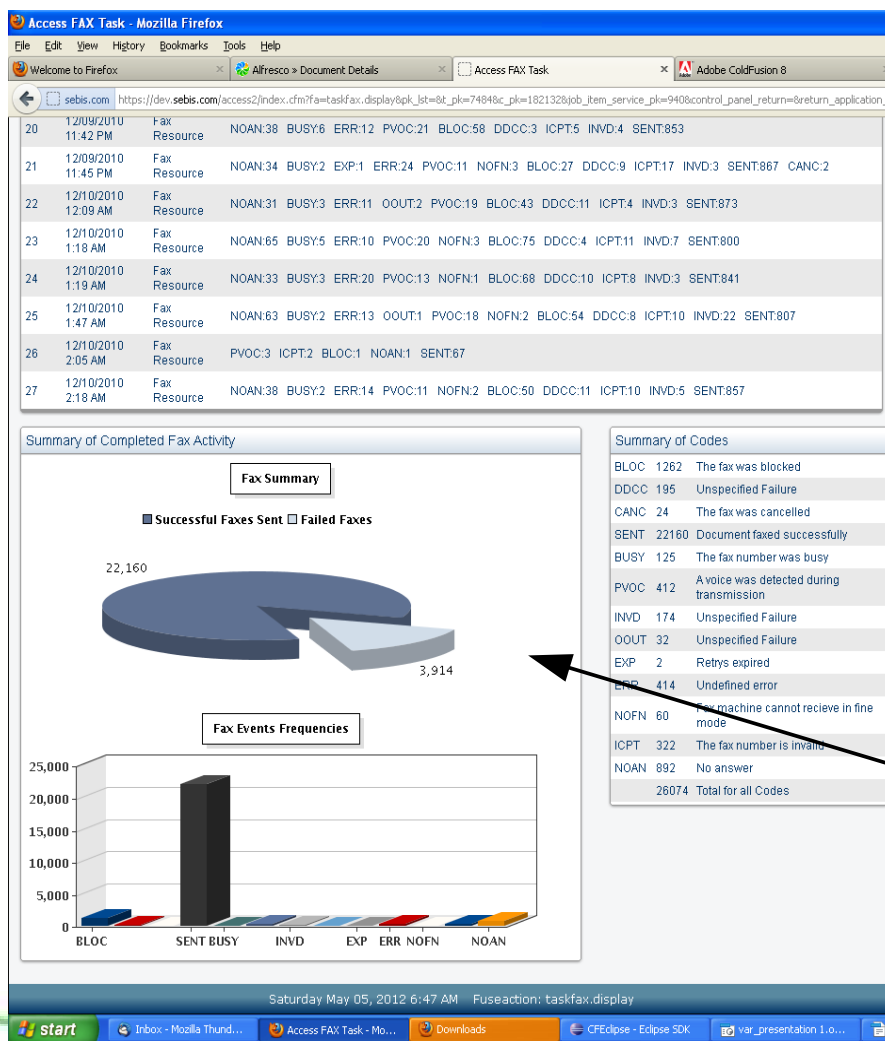 Access FAX Task - Mozilla Firefox
File Edit View History Bookmarks Tools Help
Welcome to Firefox × Alfresco » Document Details × Access FAX Task × Adobe ColdFusion 8
sebis.com https://dev.sebis.com/access2/index.cfm?fa=taskfax.display&pk_lst=&t_pk=7484&c_pk=182132&job_item_service_pk=940&control_panel_return=&return_application_
20 12/09/2010 11:42 PM Fax Resource NOAN:38 BUSY:6 ERR:12 PVOC:21 BLOC:58 DDCC:3 ICPT:5 INVD:4 SENT:853
21 12/09/2010 11:45 PM Fax Resource NOAN:34 BUSY:2 EXP:1 ERR:24 PVOC:11 NOFN:3 BLOC:27 DDCC:9 ICPT:17 INVD:3 SENT:867 CANC:2
22 12/10/2010 12:09 AM Fax Resource NOAN:31 BUSY:3 ERR:11 OOUT:2 PVOC:19 BLOC:43 DDCC:11 ICPT:4 INVD:3 SENT:873
23 12/10/2010 1:18 AM Fax Resource NOAN:65 BUSY:5 ERR:10 PVOC:20 NOFN:3 BLOC:75 DDCC:4 ICPT:11 INVD:7 SENT:800
24 12/10/2010 1:19 AM Fax Resource NOAN:33 BUSY:3 ERR:20 PVOC:13 NOFN:1 BLOC:68 DDCC:10 ICPT:8 INVD:3 SENT:841
25 12/10/2010 1:47 AM Fax Resource NOAN:63 BUSY:2 ERR:13 OOUT:1 PVOC:18 NOFN:2 BLOC:54 DDCC:8 ICPT:10 INVD:22 SENT:807
26 12/10/2010 2:05 AM Fax Resource PVOC:3 ICPT:2 BLOC:1 NOAN:1 SENT:67
27 12/10/2010 2:18 AM Fax Resource NOAN:38 BUSY:2 ERR:14 PVOC:11 NOFN:2 BLOC:50 DDCC:11 ICPT:10 INVD:5 SENT:857
Summary of Completed Fax Activity
Fax Summary
Successful Faxes Sent Failed Faxes
22,160
3,914
Fax Events Frequencies
25,000
20,000
15,000
10,000
5,000
0
BLOC SENT BUSY INVD EXP ERR NOFN NOAN
Summary of Codes
BLOC 1262 The fax was blocked
DDCC 195 Unspecified Failure
CANC 24 The fax was cancelled
SENT 22160 Document faxed successfully
BUSY 125 The fax number was busy
PVOC 412 A voice was detected during
transmission
INVD 174 Unspecified Failure
OOUT 32 Unspecified Failure
EXP 2 Retrys expired
ERR 414 Undefined error
NOFN 60 Fax machine cannot recieve in fine
mode
ICPT 322 The fax number is invalid
NOAN 892 No answer
26074 Total for all Codes
Saturday May 05, 2012 6:47 AM Fuseaction: taskfax.display
start Inbox - Mozilla Thund... Access FAX Task - Mo... Downloads CFEclipse - Eclipse SDK var_presentation 1.o...